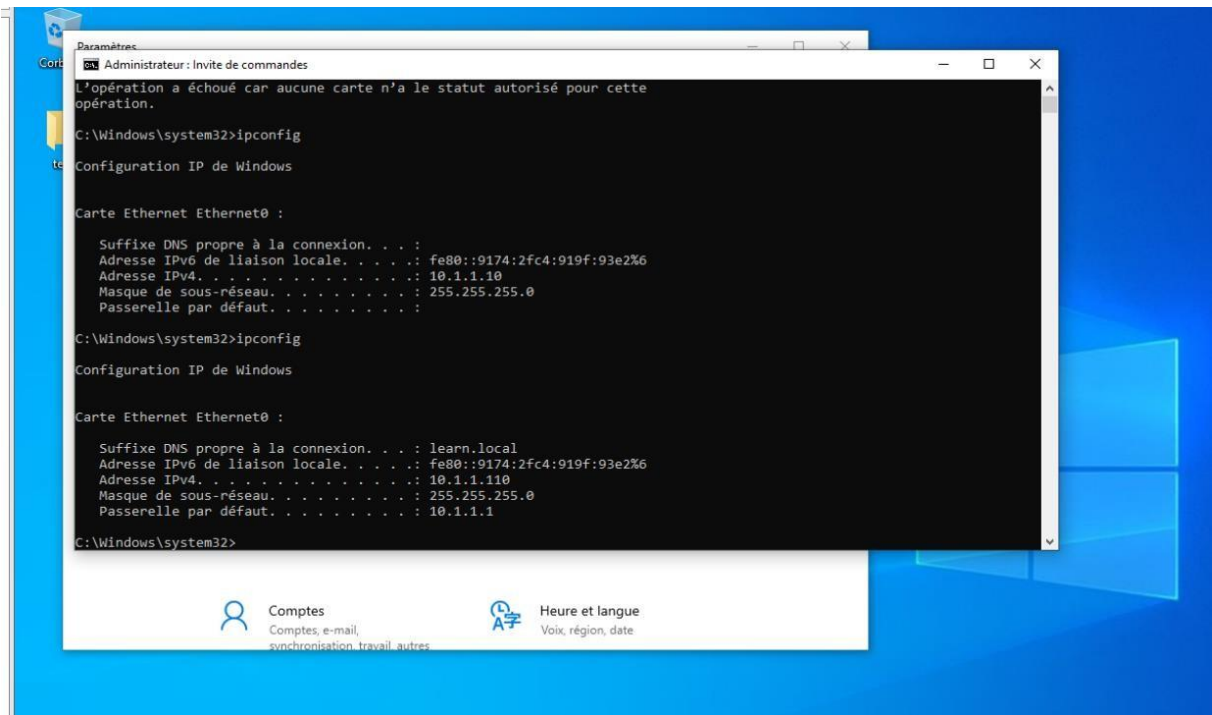 Paramètres
Administrateur : Invite de commandes
L’opération a échoué car aucune carte n’a le statut autorisé pour cette
opération.
C:\Windows\system32>ipconfig
Configuration IP de Windows
Carte Ethernet Ethernet0 :
Suffixe DNS propre à la connexion. . . :
Adresse IPv6 de liaison locale. . . . .: fe80::9174:2fc4:919f:93e2%6
Adresse IPv4. . . . . . . . . . . . . .: 10.1.1.10
Masque de sous-réseau. . . . . . . . . : 255.255.255.0
Passerelle par défaut. . . . . . . . . :
C:\Windows\system32>ipconfig
Configuration IP de Windows
Carte Ethernet Ethernet0 :
Suffixe DNS propre à la connexion. . . : learn.local
Adresse IPv6 de liaison locale. . . . .: fe80::9174:2fc4:919f:93e2%6
Adresse IPv4. . . . . . . . . . . . . .: 10.1.1.110
Masque de sous-réseau. . . . . . . . . : 255.255.255.0
Passerelle par défaut. . . . . . . . . : 10.1.1.1
C:\Windows\system32>
Comptes
Comptes, e-mail,
synchronisation, travail, autres
Heure et langue
Voix, région, date